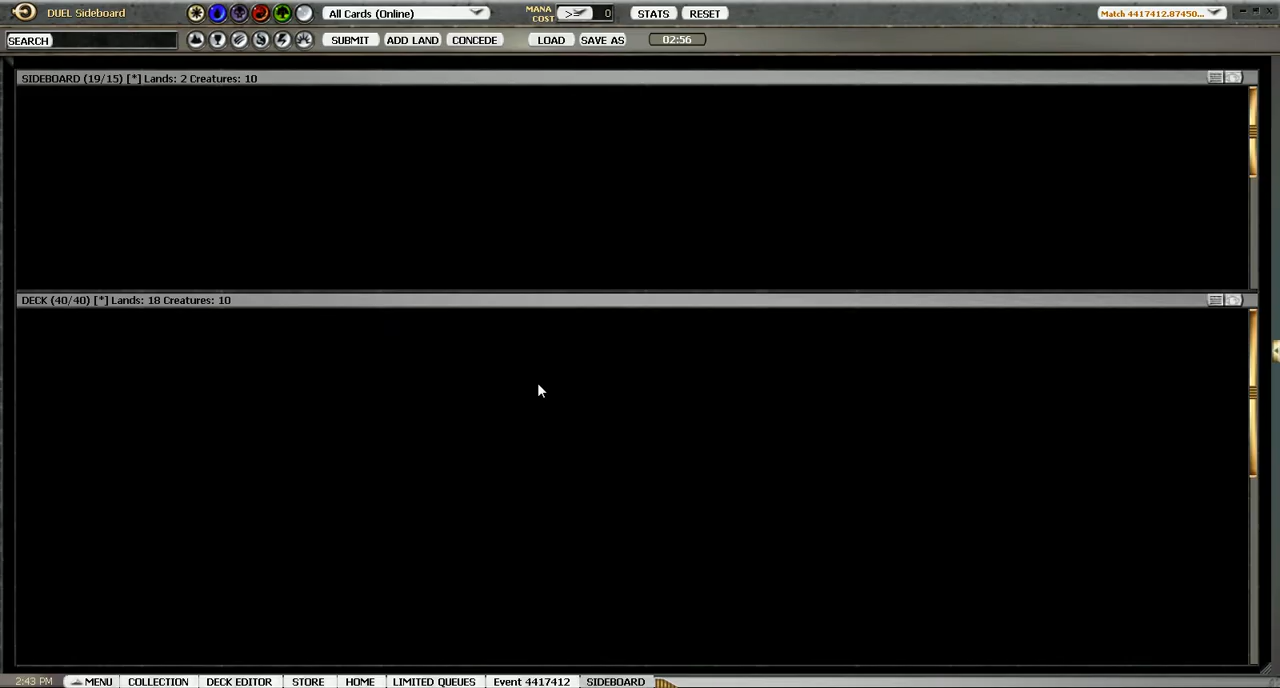 DUEL Sideboard
All Cards (Online)
MANA COST
>=
0
STATS
RESET
Match 4417412.87450...
SEARCH
SUBMIT
ADD LAND
CONCEDE
LOAD
SAVE AS
02:56
SIDEBOARD (19/15) [*] Lands: 2 Creatures: 10
DECK (40/40) [*] Lands: 18 Creatures: 10
2:43 PM
MENU
COLLECTION
DECK EDITOR
STORE
HOME
LIMITED QUEUES
Event 4417412
SIDEBOARD